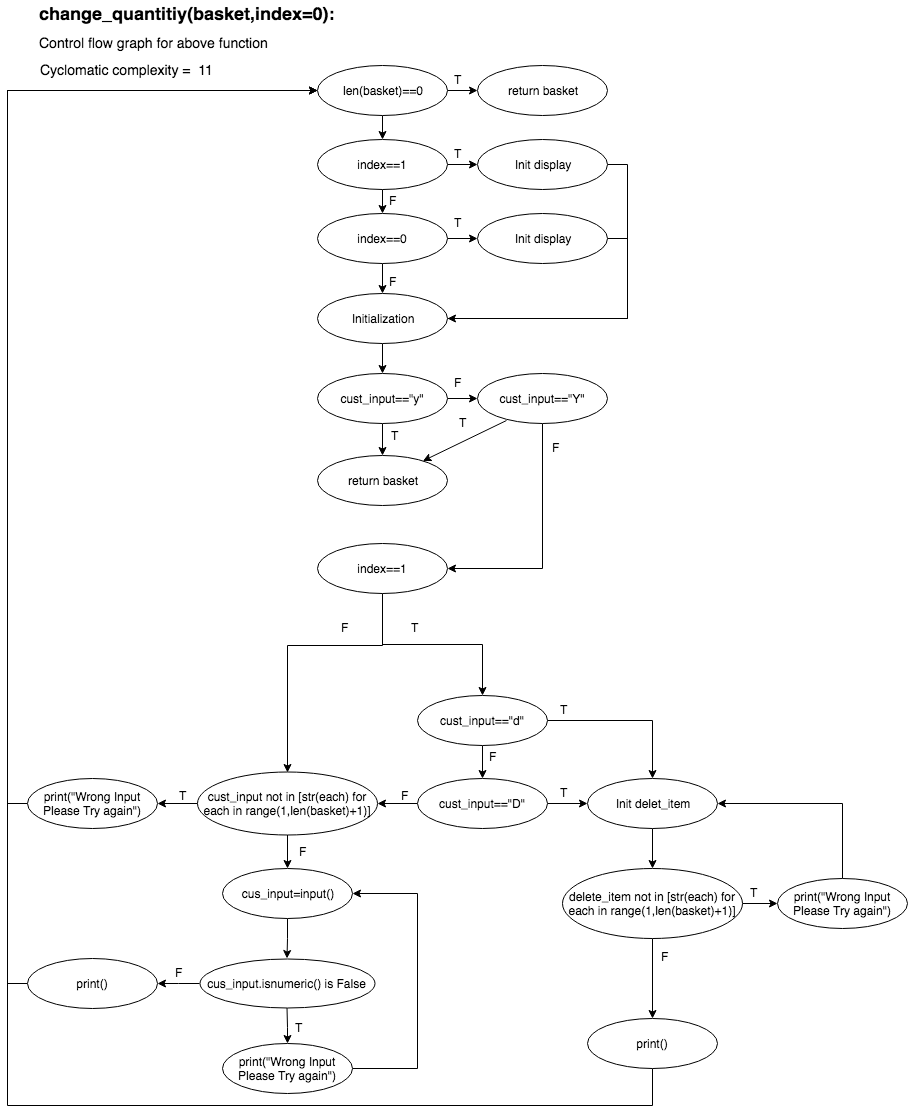 change_quantitiy(basket,index=0):
Control flow graph for above function
Cyclomatic complexity = 11
len(basket)==0
T
return basket
index==1
T
Init display
F
index==0
T
Init display
F
Initialization
cust_input=="y"
F
cust_input=="Y"
T
T
F
return basket
index==1
F
T
cust_input=="d"
T
F
print("Wrong Input
Please Try again")
T
cust_input not in [str(each) for
each in range(1,len(basket)+1)]
F
cust_input=="D"
T
Init delet_item
F
cus_input=input()
delete_item not in [str(each) for
each in range(1,len(basket)+1)]
T
print("Wrong Input
Please Try again")
F
print()
F
cus_input.isnumeric() is False
T
print("Wrong Input
Please Try again")
print()